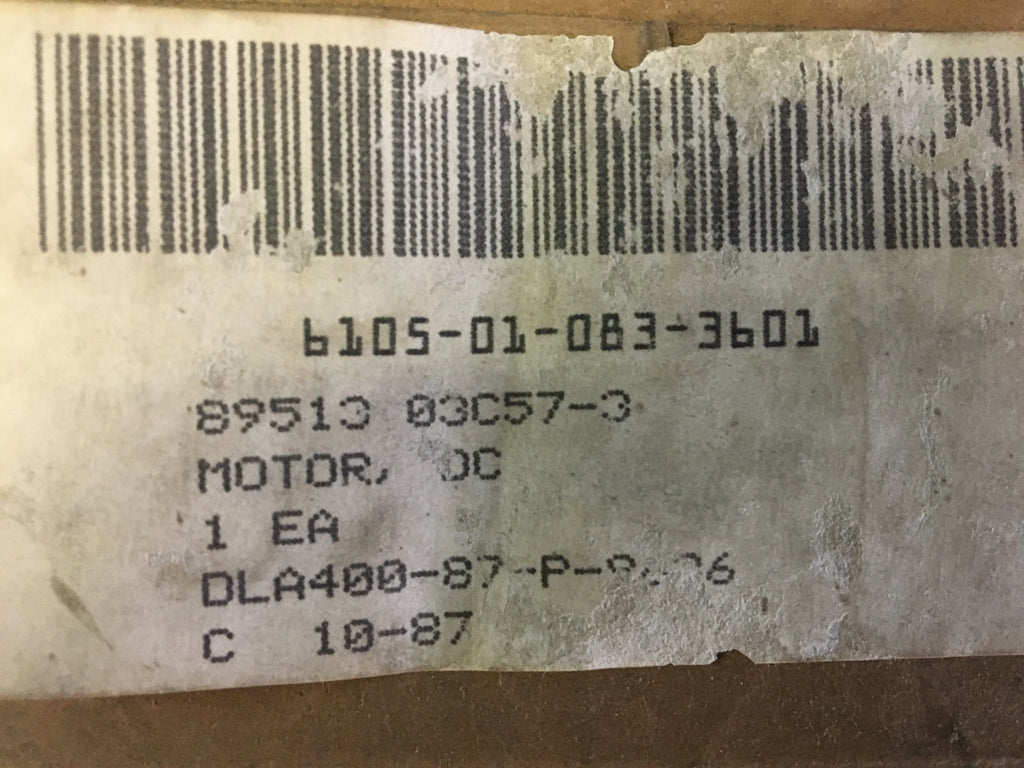 6105-01-083-3601
89513 03C57-3
MOTOR, DC
1 EA
C 10-87